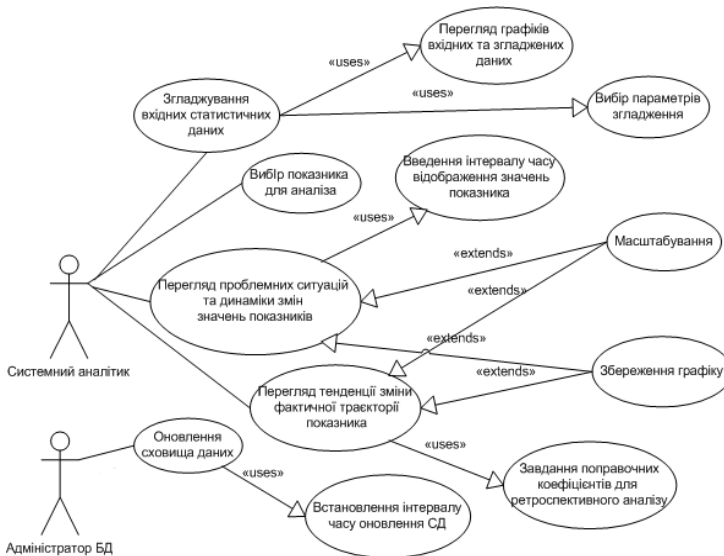 Перегляд графіків
вхідних та згладжених
даних
«uses»
Згладжування
вхідних статистичних
даних
«uses»
Вибір параметрів
згладження
Введення інтервалу часу
відображення значень
показника
Вибір показника
для аналіза
«uses»
Масштабування
«extends»
Перегляд проблемних ситуацій
та динаміки змін
значень показників
«extends»
«extends»
Системний аналітик
Збереження графіку
«extends»
Перегляд тенденції зміни
фактичної траєкторії
показника
Оновлення
сховища даних
«uses»
«uses»
Завдання поправочних
коефіцієнтів для
ретроспективного аналізу
Встановлення інтервалу
часу оновлення СД
Адміністратор БД